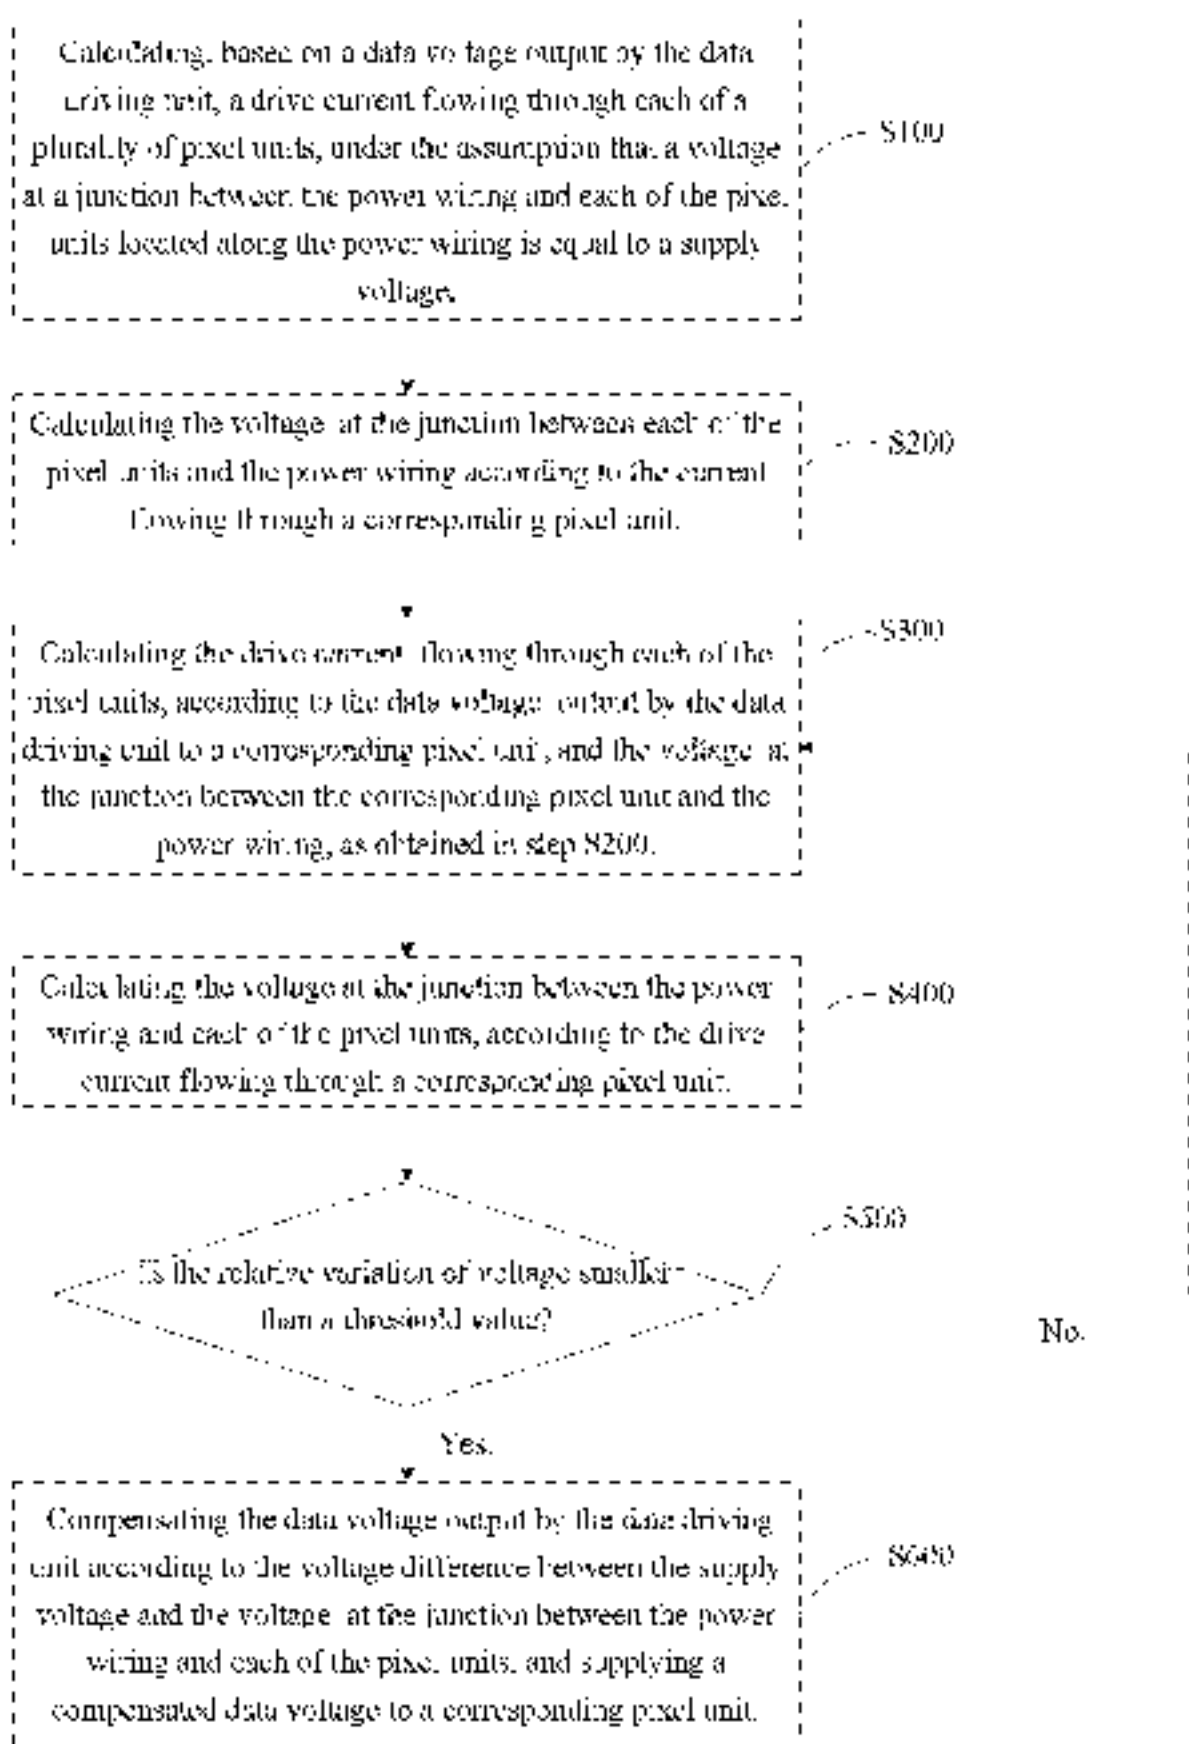 Calculating, based on a data voltage output by the data
driving unit, a drive current flowing through each of a
plurality of pixel units, under the assumption that a voltage
at a junction between the power wiring and each of the pixel
units located along the power wiring is equal to a supply
voltage.
S100
Calculating the voltage at the junction between each of the
pixel units and the power wiring according to the current
flowing through a corresponding pixel unit.
S200
Calculating the drive current flowing through each of the
pixel units, according to the data voltage output by the data
driving unit to a corresponding pixel unit, and the voltage at
the junction between the corresponding pixel unit and the
power wiring, as obtained in step S200.
S300
Calculating the voltage at the junction between the power
wiring and each of the pixel units, according to the drive
current flowing through a corresponding pixel unit.
S400
Is the relative variation of voltage smaller
than a threshold value?
S500
No.
Yes.
Compensating the data voltage output by the data driving
unit according to the voltage difference between the supply
voltage and the voltage at the junction between the power
wiring and each of the pixel units, and supplying a
compensated data voltage to a corresponding pixel unit.
S600